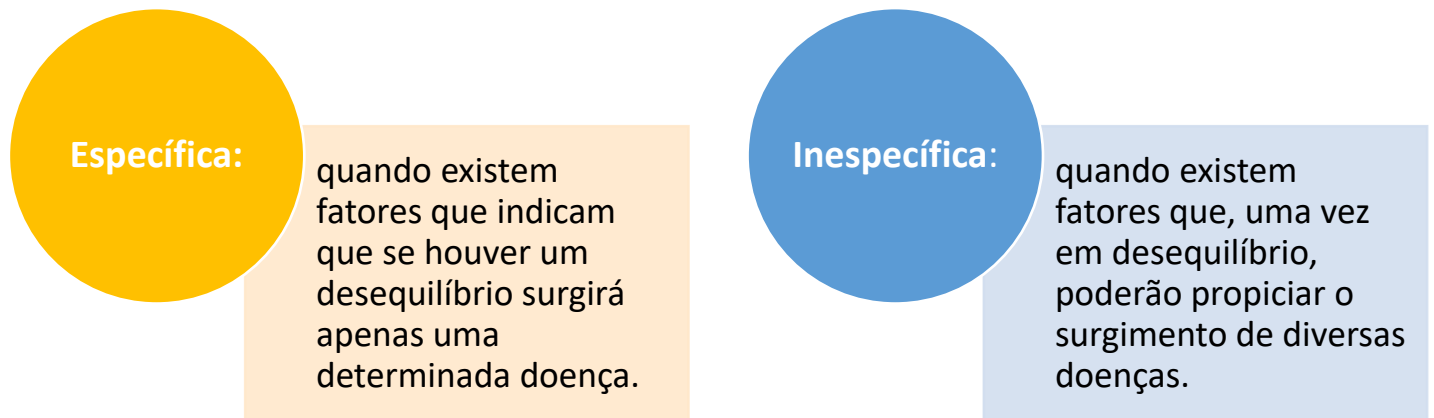 Específica:
quando existem
fatores que indicam
que se houver um
desequilíbrio surgirá
apenas uma
determinada doença.
Inespecífica:
quando existem
fatores que, uma vez
em desequilíbrio,
poderão propiciar o
surgimento de diversas
doenças.